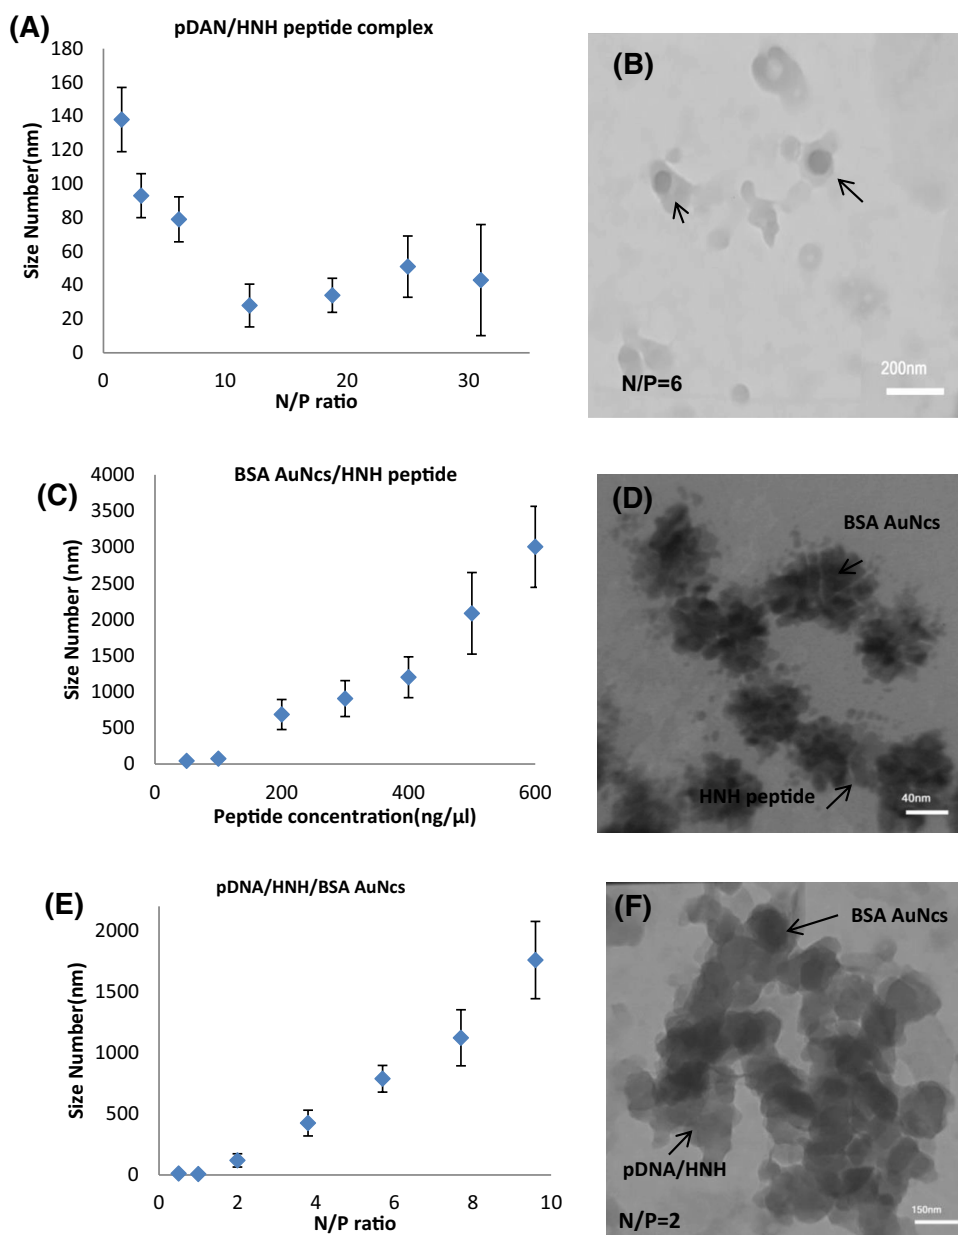 (A)
pDAN/HNH peptide complex
180
160
140
120
100
80
60
40
20
0
Size Number(nm)
0 10 20 30
N/P ratio
(B)
N/P=6
200nm
(C)
BSA AuNcs/HNH peptide
4000
3500
3000
2500
2000
1500
1000
500
0
Size Number (nm)
0 200 400 600
Peptide concentration(ng/µl)
(D)
BSA AuNcs
HNH peptide
40nm
(E)
pDNA/HNH/BSA AuNcs
2000
1500
1000
500
0
Size Number(nm)
0 2 4 6 8 10
N/P ratio
(F)
BSA AuNcs
pDNA/HNH
N/P=2
150nm